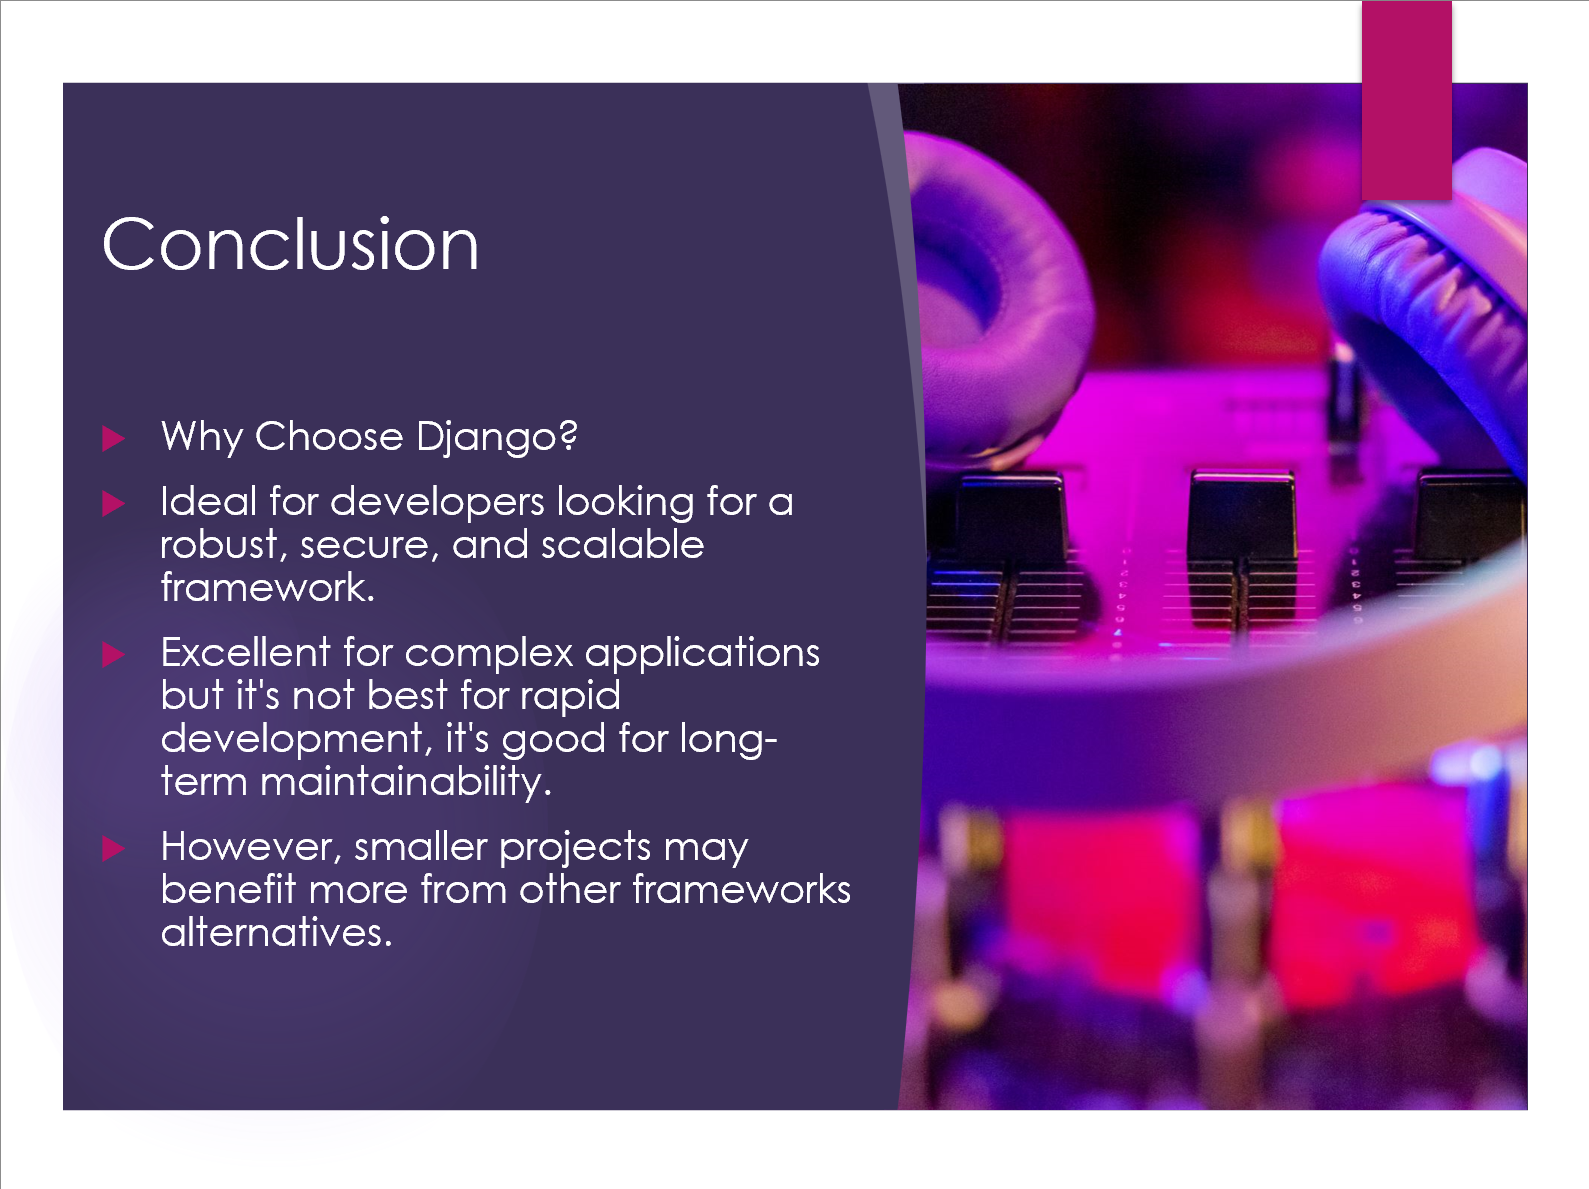 Conclusion
Why Choose Django?
Ideal for developers looking for a
robust, secure, and scalable
framework.
Excellent for complex applications
but it's not best for rapid
development, it's good for long-
term maintainability.
However, smaller projects may
benefit more from other frameworks
alternatives.